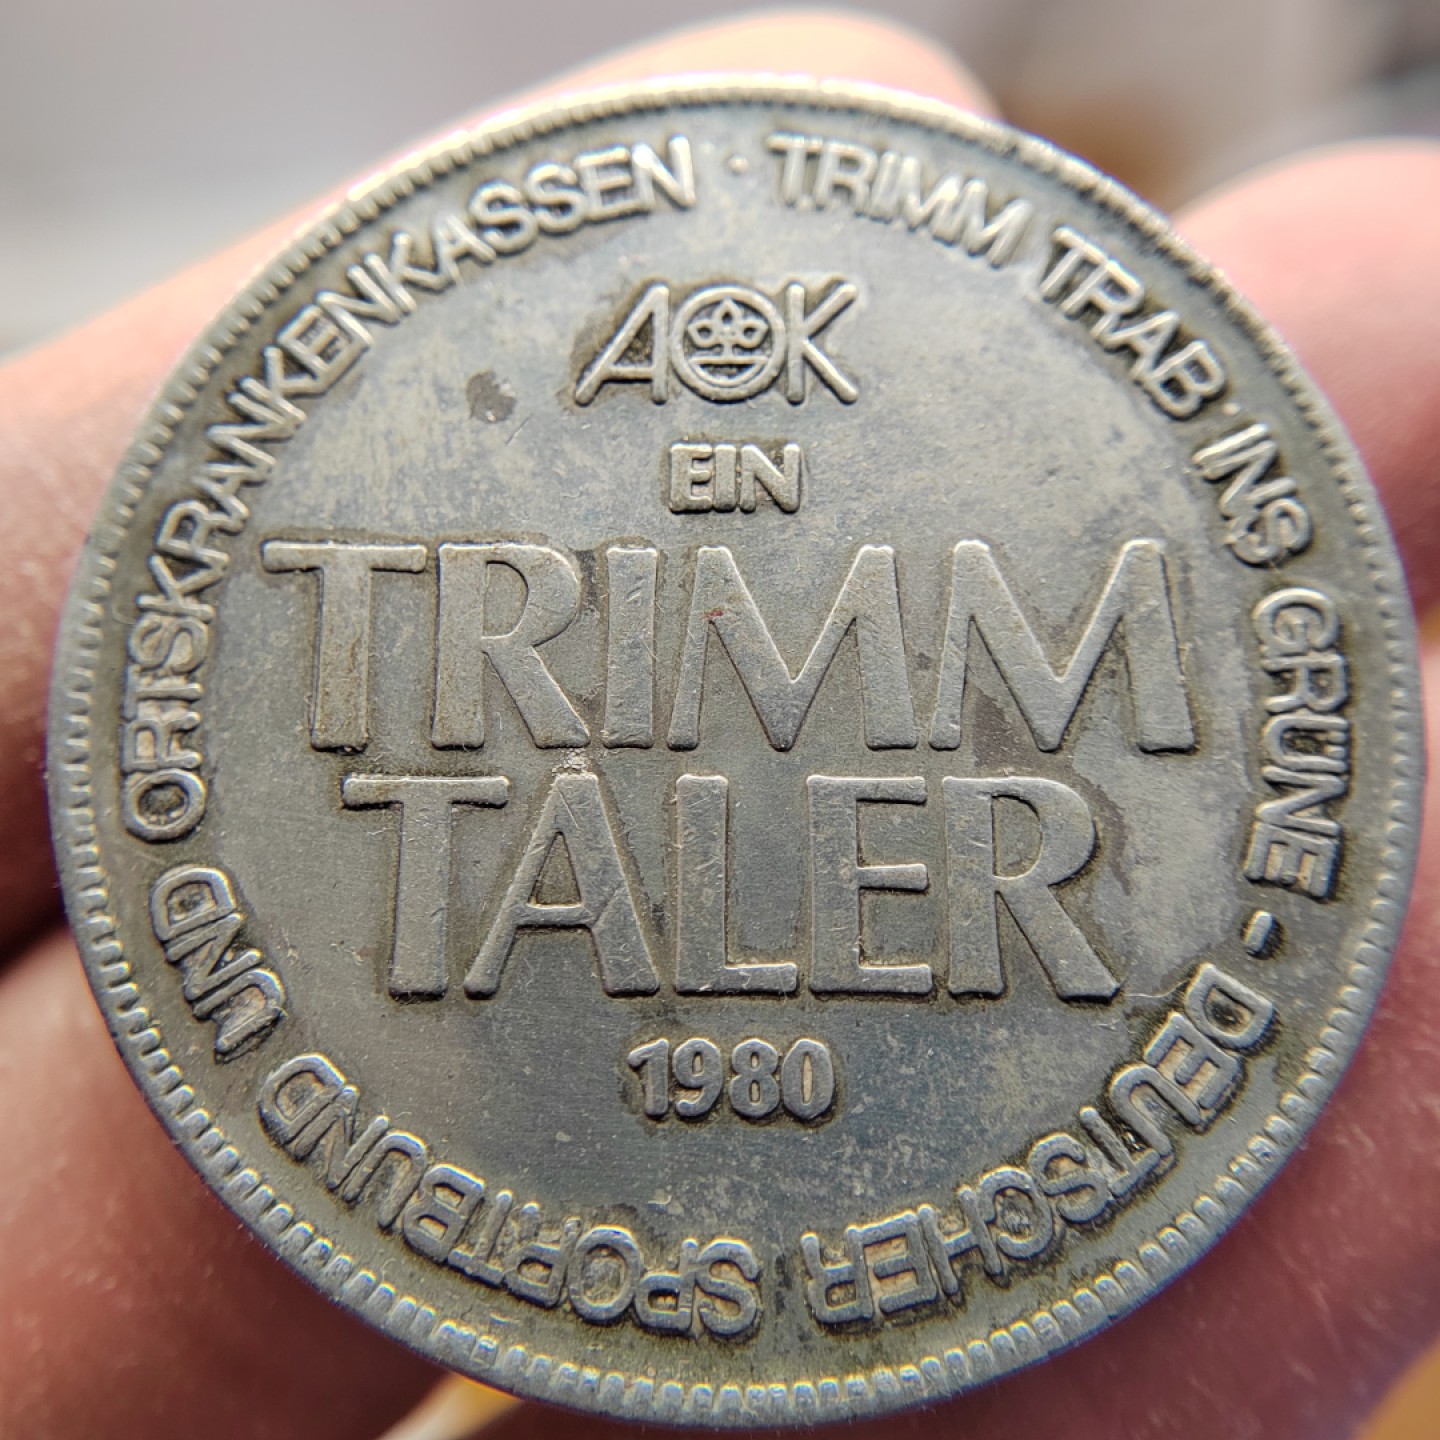 TRIMM TRAB INS GRÜNE - DEUTSCHER SPORTBUND UND ORTSKRANKENKASSEN ·
AOK
EIN
TRIMM
TALER
1980